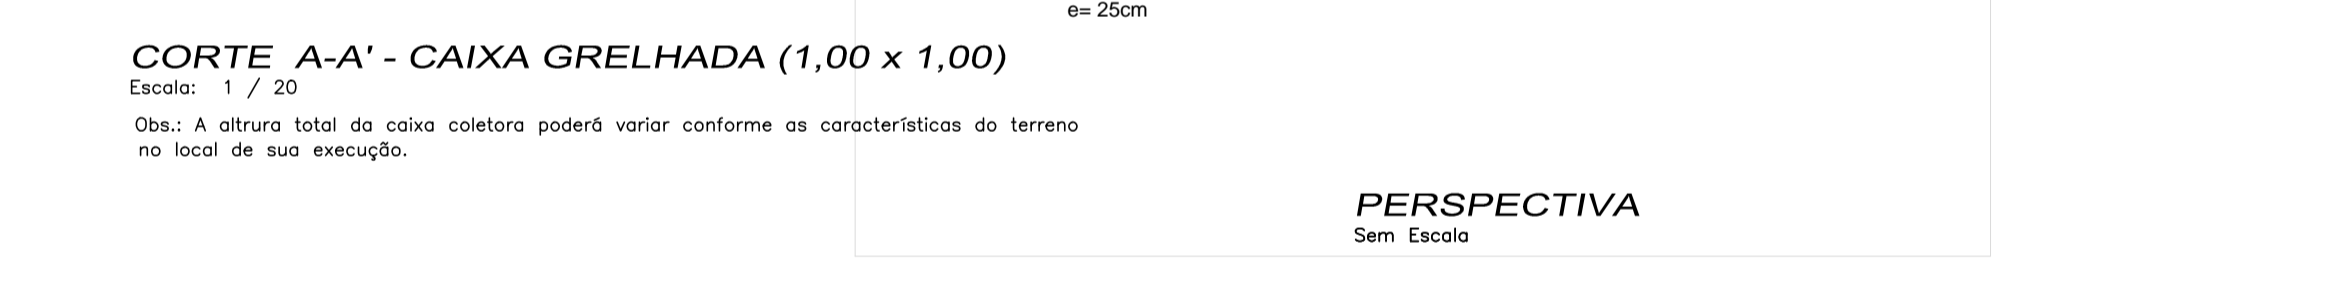 e= 25cm
CORTE A-A' - CAIXA GRELHADA (1,00 x 1,00)
Escala: 1 / 20
Obs.: A altrura total da caixa coletora poderá variar conforme as características do terreno
no local de sua execução.
PERSPECTIVA
Sem Escala